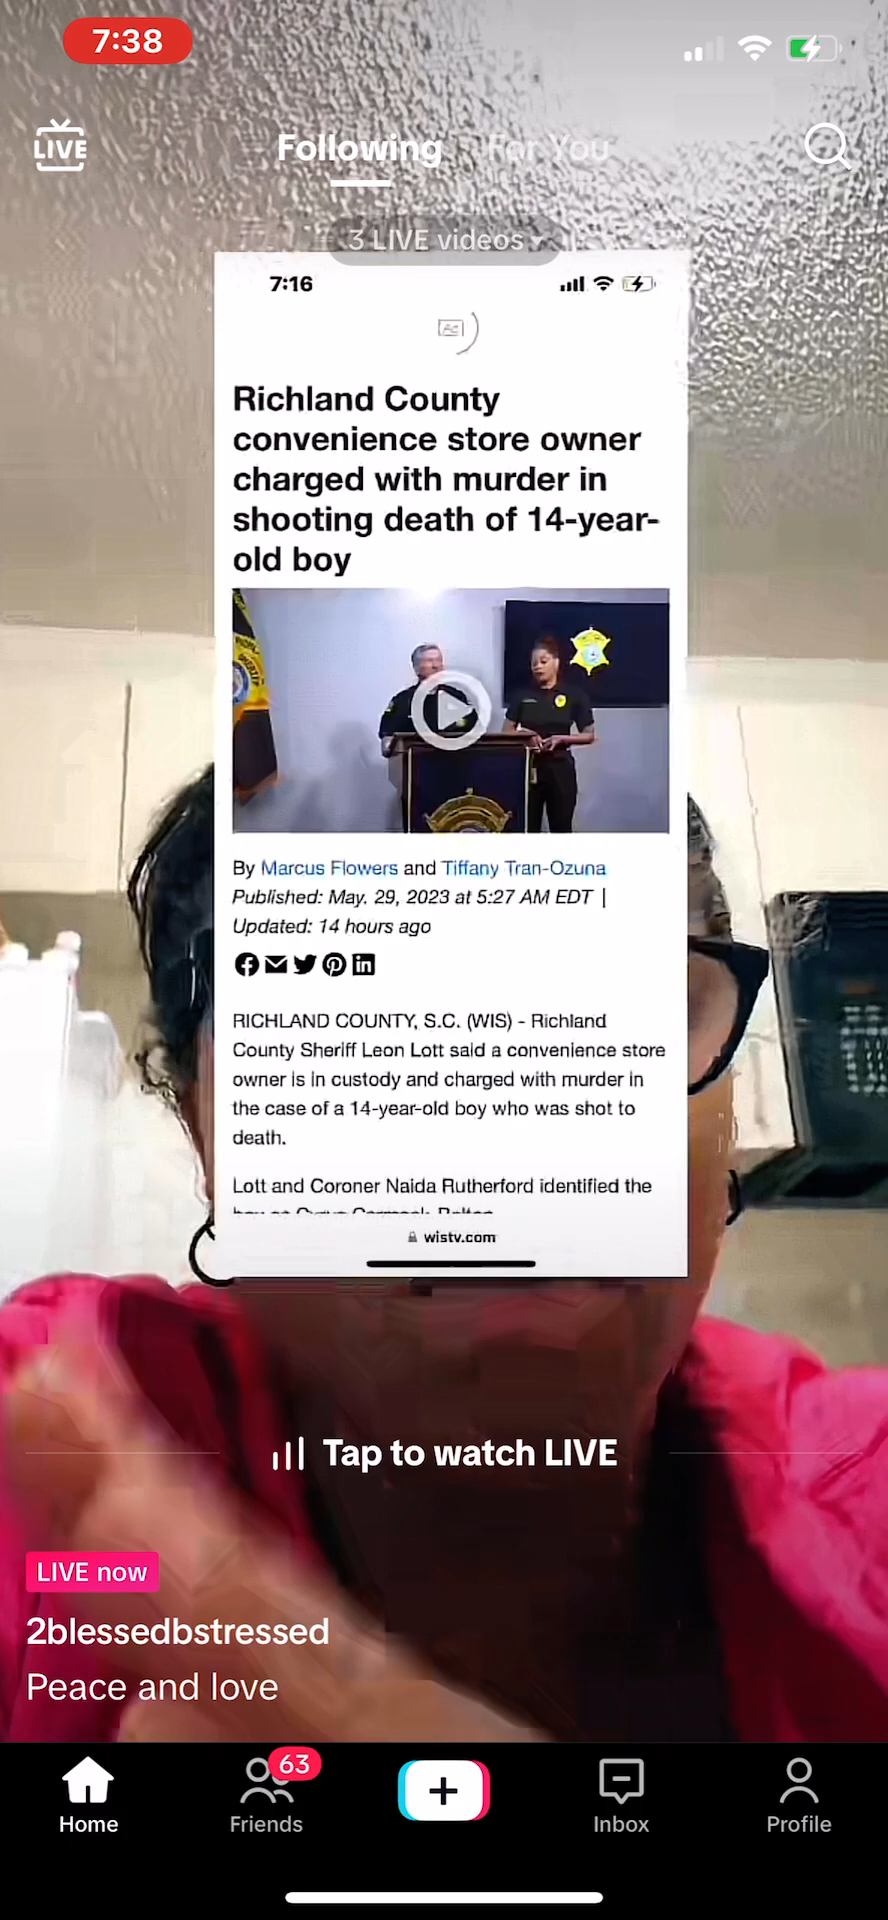 7:38
LIVE
Following For You
3 LIVE videos
7:16
Ad
Richland County
convenience store owner
charged with murder in
shooting death of 14-year-
old boy
By Marcus Flowers and Tiffany Tran-Ozuna
Published: May. 29, 2023 at 5:27 AM EDT |
Updated: 14 hours ago
RICHLAND COUNTY, S.C. (WIS) - Richland
County Sheriff Leon Lott said a convenience store
owner is in custody and charged with murder in
the case of a 14-year-old boy who was shot to
death.
Lott and Coroner Naida Rutherford identified the
wistv.com
Tap to watch LIVE
LIVE now
2blessedbstressed
Peace and love
63
Home Friends Inbox Profile